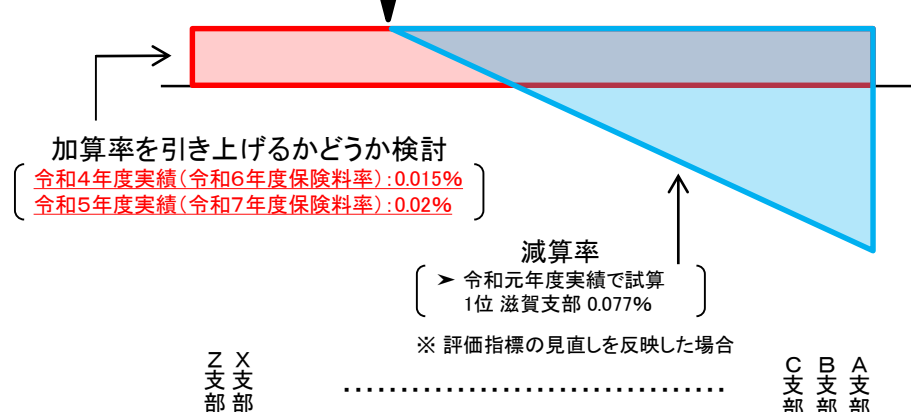 加算率を引き上げるかどうか検討
令和4年度実績(令和6年度保険料率):0.015%
令和5年度実績(令和7年度保険料率):0.02%
減算率
➤ 令和元年度実績で試算
1位 滋賀支部 0.077%
※ 評価指標の見直しを反映した場合
Z支部
X支部
‥‥‥‥‥‥‥‥‥‥‥‥‥‥‥‥
C支部
B支部
A支部